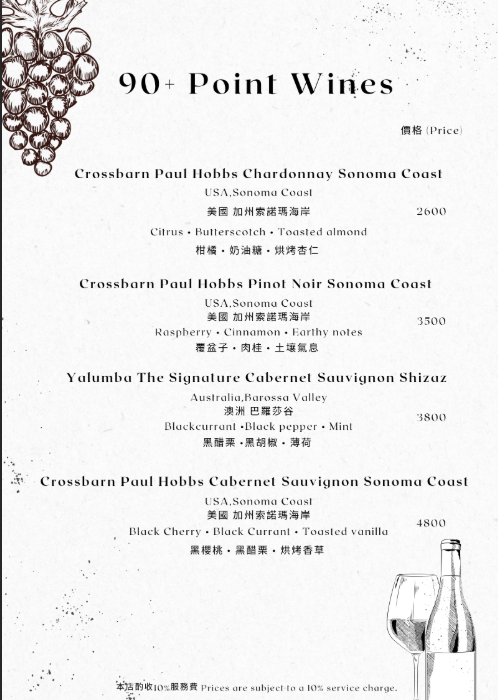 90+ Point Wines
價格 (Price)
Crossbarn Paul Hobbs Chardonnay Sonoma Coast
USA,Sonoma Coast
美國 加州索諾瑪海岸 2600
Citrus • Butterscotch • Toasted almond
柑橘 • 奶油糖 • 烘烤杏仁
Crossbarn Paul Hobbs Pinot Noir Sonoma Coast
USA,Sonoma Coast
美國 加州索諾瑪海岸 3500
Raspberry • Cinnamon • Earthy notes
覆盆子 • 肉桂 • 土壤氣息
Yalumba The Signature Cabernet Sauvignon Shizaz
Australia,Barossa Valley
澳洲 巴羅莎谷 3800
Blackcurrant •Black pepper • Mint
黑醋栗 •黑胡椒 • 薄荷
Crossbarn Paul Hobbs Cabernet Sauvignon Sonoma Coast
USA,Sonoma Coast
美國 加州索諾瑪海岸 4800
Black Cherry • Black Currant • Toasted vanilla
黑櫻桃 • 黑醋栗 • 烘烤香草
本店酌收10%服務費 Prices are subject to a 10% service charge.